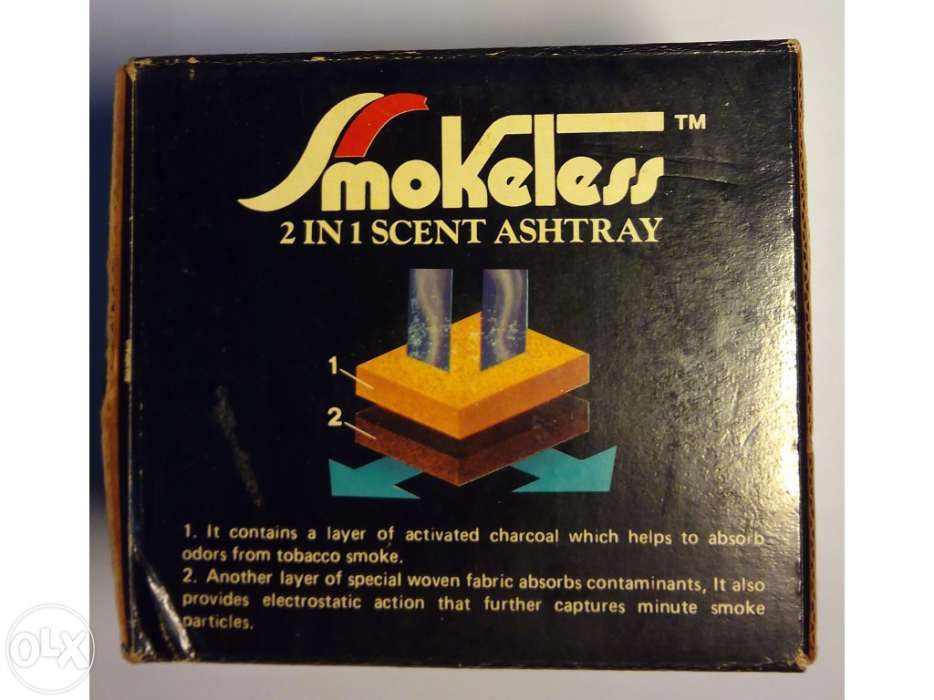 Smokeless ™
2 IN 1 SCENT ASHTRAY
1
2
1. It contains a layer of activated charcoal which helps to absorb
odors from tobacco smoke.
2. Another layer of special woven fabric absorbs contaminants, It also
provides electrostatic action that further captures minute smoke
particles.
OLX